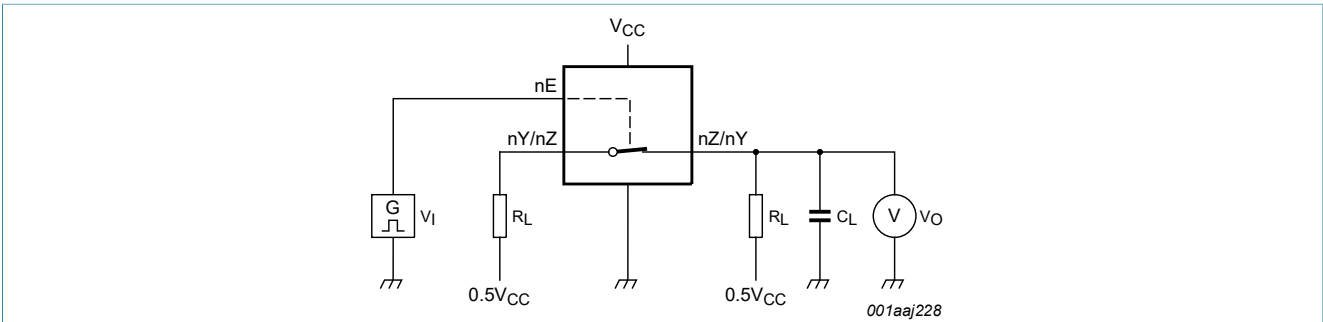 VCC
nE
nY/nZ
nZ/nY
G
VI
RL
RL
CL
V
VO
0.5VCC
0.5VCC
001aaj228